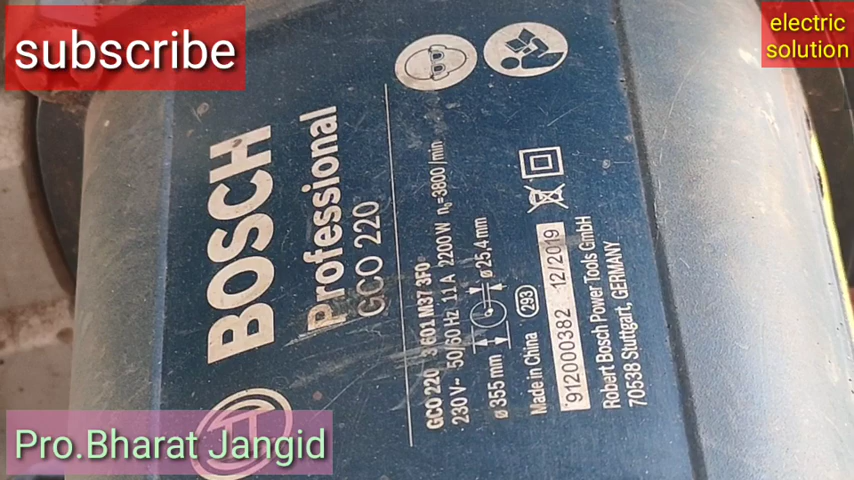 subscribe
electric
solution
BOSCH
Professional
GCO 220
GCO 220 3 601 M37 3F0
230 V~ 50/60 Hz 11 A 2200 W n₀=3800/min
ø 355 mm ø 25,4 mm
Made in China 293
912000382 12/2019
Robert Bosch Power Tools GmbH
70538 Stuttgart, GERMANY
Pro.Bharat Jangid